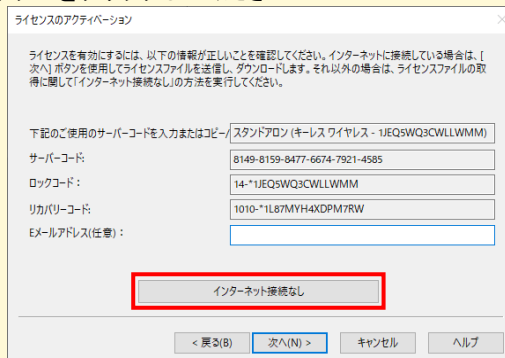 ライセンスのアクティベーション
ライセンスを有効にするには、以下の情報が正しいことを確認してください。インターネットに接続している場合は、[
次へ] ボタンを使用してライセンスファイルを送信し、ダウンロードします。それ以外の場合は、ライセンスファイルの取
得に関して「インターネット接続なし」の方法を実行してください。
下記のご使用のサーバーコードを入力またはコピー/ スタンドアロン (キーレス ワイヤレス - 1JEQ5WQ3CWLLWMM)
サーバーコード: 8149-8159-8477-6674-7921-4585
ロックコード： 14-*1JEQ5WQ3CWLLWMM
リカバリーコード: 1010-*1L87MYH4XDPM7RW
Eメールアドレス(任意)：
インターネット接続なし
< 戻る(B) 次へ(N) > キャンセル ヘルプ